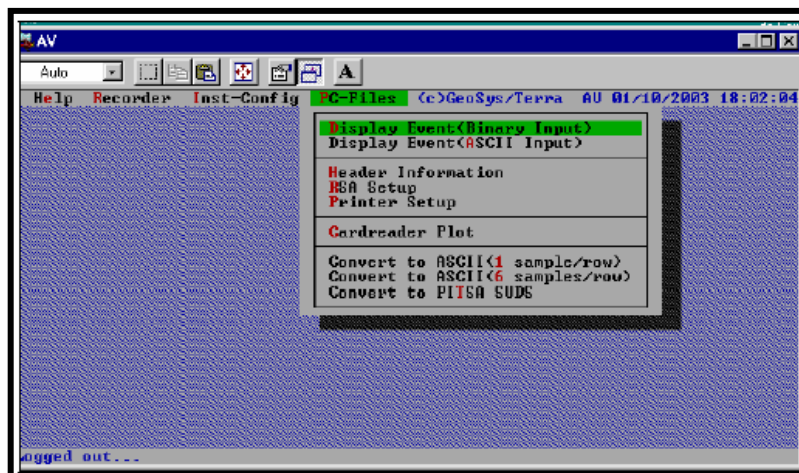 AV
Auto
A
Help Recorder Inst-Config PC-Files (c)GeoSys/Terra AV 01/10/2003 18:02:04
Display Event(Binary Input)
Display Event(ASCII Input)
Header Information
RSA Setup
Printer Setup
Cardreader Plot
Convert to ASCII(1 sample/row)
Convert to ASCII(6 samples/row)
Convert to PITSA SUDS
Logged out...